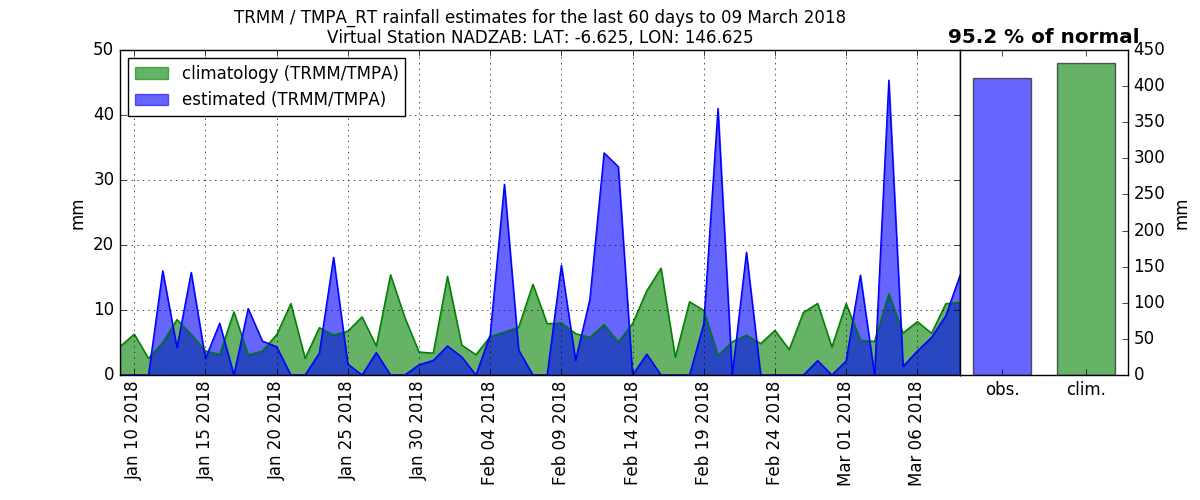 TRMM / TMPA_RT rainfall estimates for the last 60 days to 09 March 2018
Virtual Station NADZAB: LAT: -6.625, LON: 146.625
95.2 % of normal
climatology (TRMM/TMPA)
estimated (TRMM/TMPA)
50
40
30
20
10
0
mm
Jan 10 2018
Jan 15 2018
Jan 20 2018
Jan 25 2018
Jan 30 2018
Feb 04 2018
Feb 09 2018
Feb 14 2018
Feb 19 2018
Feb 24 2018
Mar 01 2018
Mar 06 2018
obs.
clim.
450
400
350
300
250
200
150
100
50
0
mm